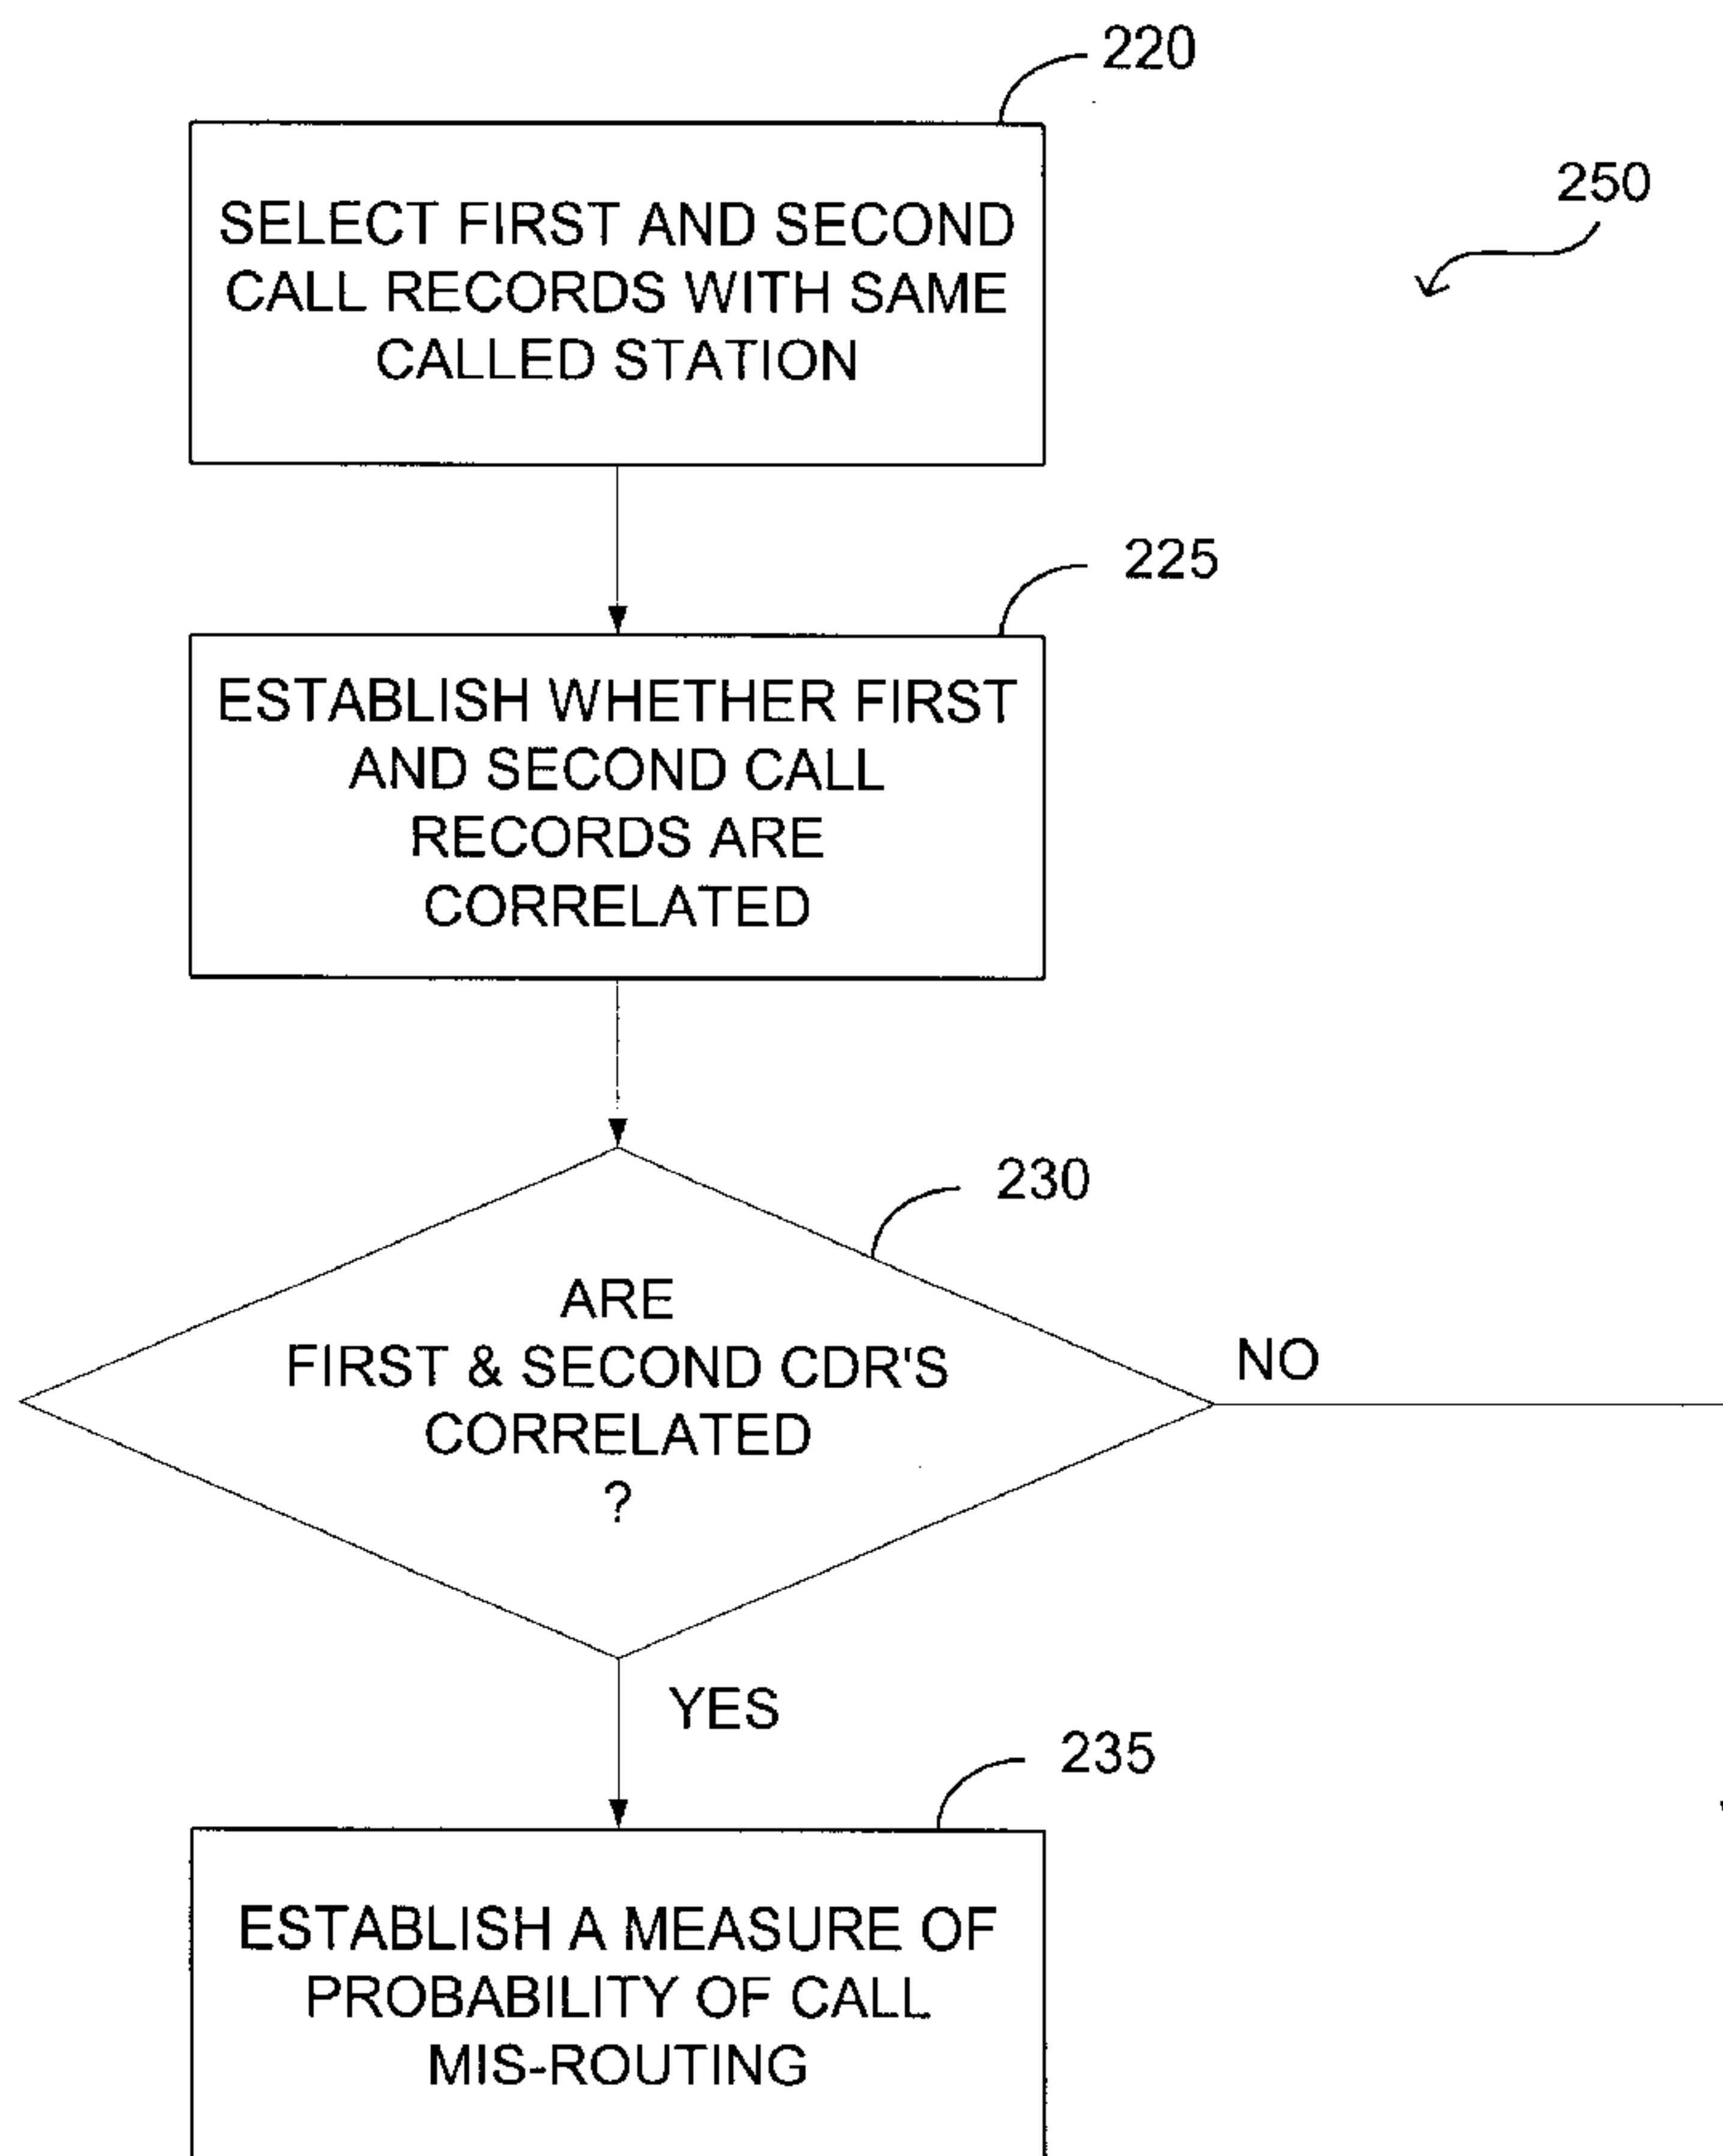 220
250
SELECT FIRST AND SECOND
CALL RECORDS WITH SAME
CALLED STATION
225
ESTABLISH WHETHER FIRST
AND SECOND CALL
RECORDS ARE
CORRELATED
230
ARE
FIRST & SECOND CDR'S
CORRELATED
?
NO
YES
235
ESTABLISH A MEASURE OF
PROBABILITY OF CALL
MIS-ROUTING